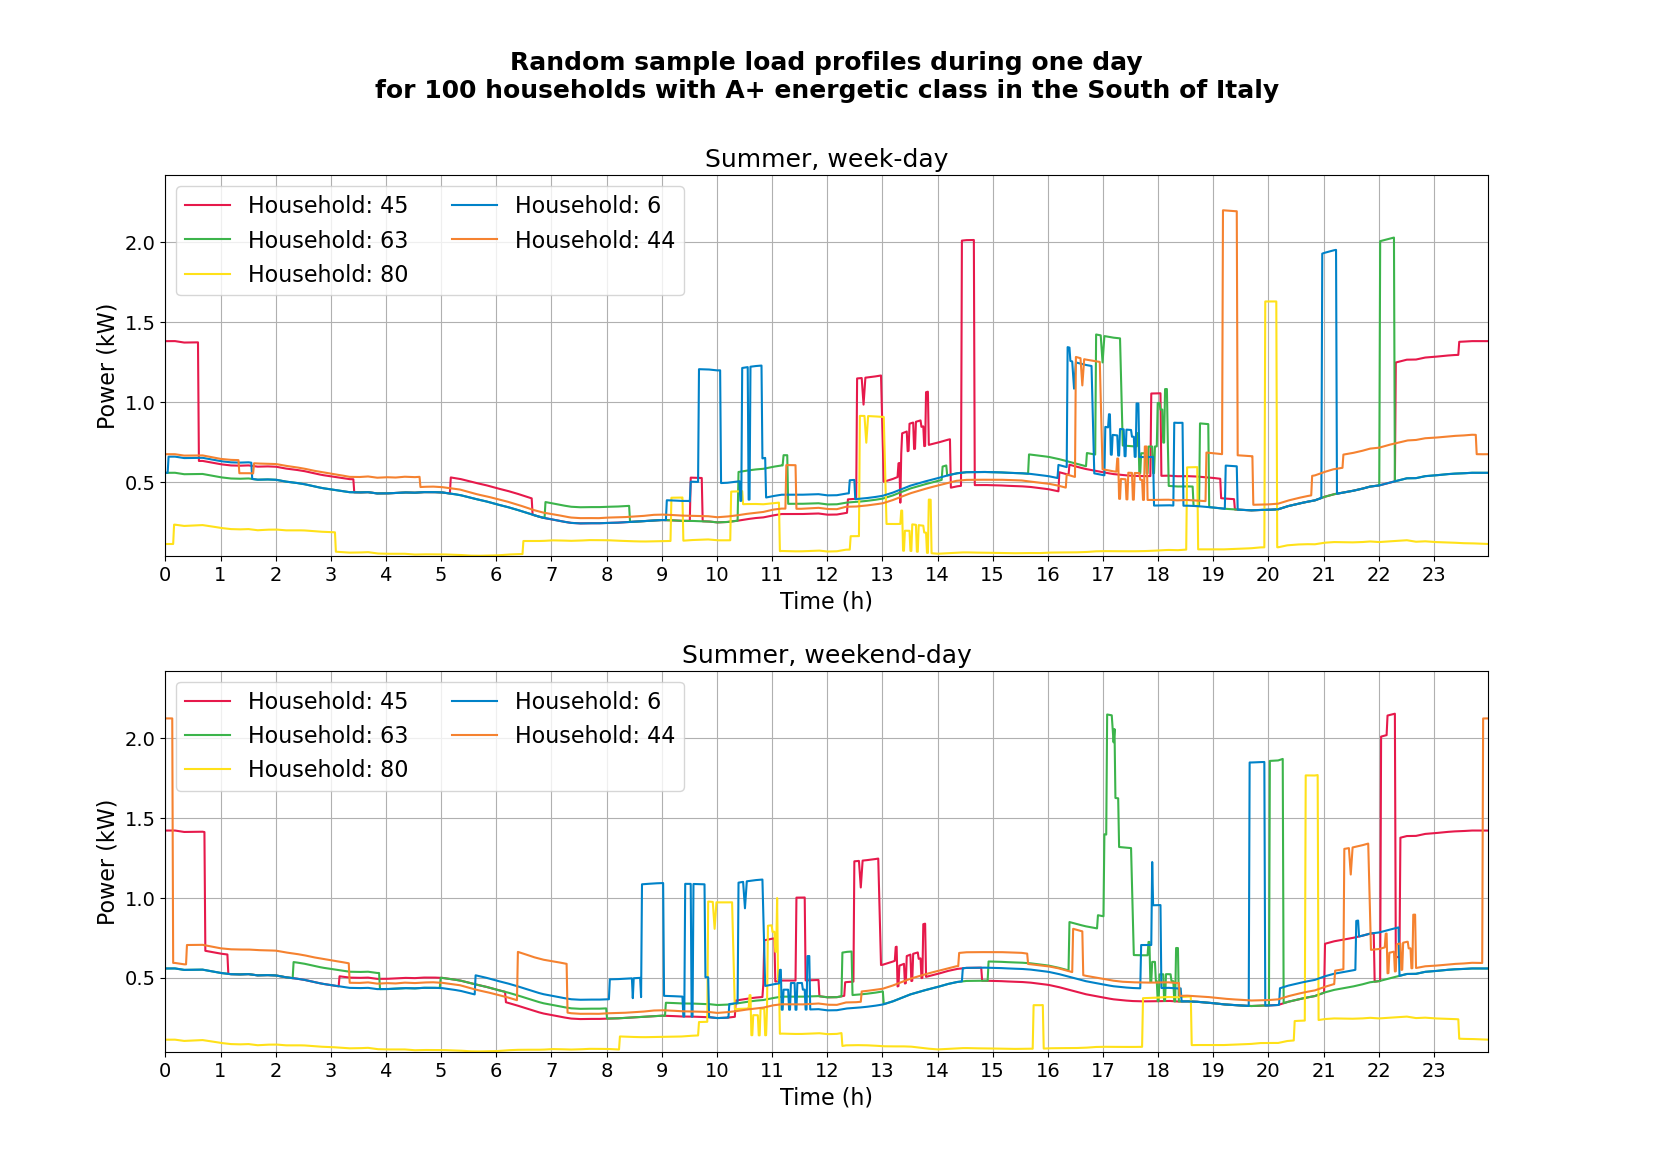 Random sample load profiles during one day
for 100 households with A+ energetic class in the South of Italy
Summer, week-day
Household: 45
Household: 63
Household: 80
Household: 6
Household: 44
Power (kW)
2.0
1.5
1.0
0.5
0 1 2 3 4 5 6 7 8 9 10 11 12 13 14 15 16 17 18 19 20 21 22 23
Time (h)
Summer, weekend-day
Household: 45
Household: 63
Household: 80
Household: 6
Household: 44
Power (kW)
2.0
1.5
1.0
0.5
0 1 2 3 4 5 6 7 8 9 10 11 12 13 14 15 16 17 18 19 20 21 22 23
Time (h)